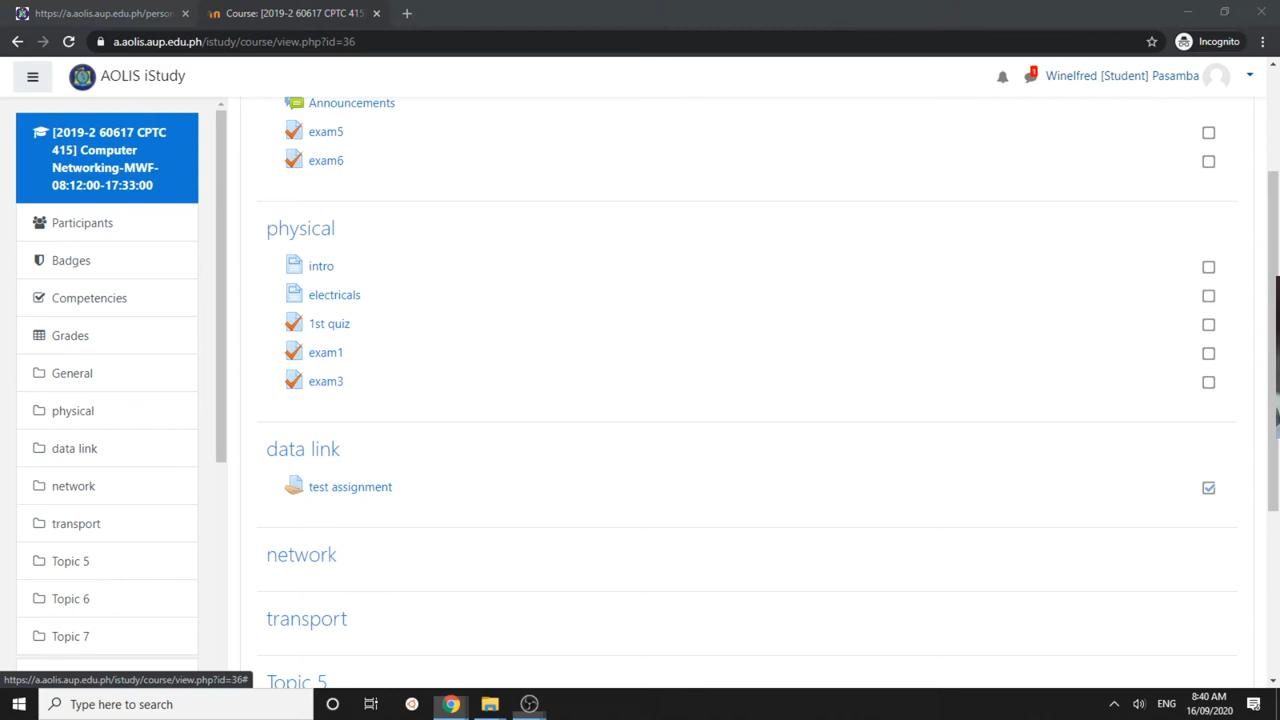 https://a.aolis.aup.edu.ph/person
Course: [2019-2 60617 CPTC 415]
a.aolis.aup.edu.ph/istudy/course/view.php?id=36
Incognito
AOLIS iStudy
1
Winelfred [Student] Pasamba
[2019-2 60617 CPTC
415] Computer
Networking-MWF-
08:12:00-17:33:00
Participants
Badges
Competencies
Grades
General
physical
data link
network
transport
Topic 5
Topic 6
Topic 7
Announcements
exam5
exam6
physical
intro
electricals
1st quiz
exam1
exam3
data link
test assignment
network
transport
Topic 5
https://a.aolis.aup.edu.ph/istudy/course/view.php?id=36#
Type here to search
ENG
8:40 AM
16/09/2020